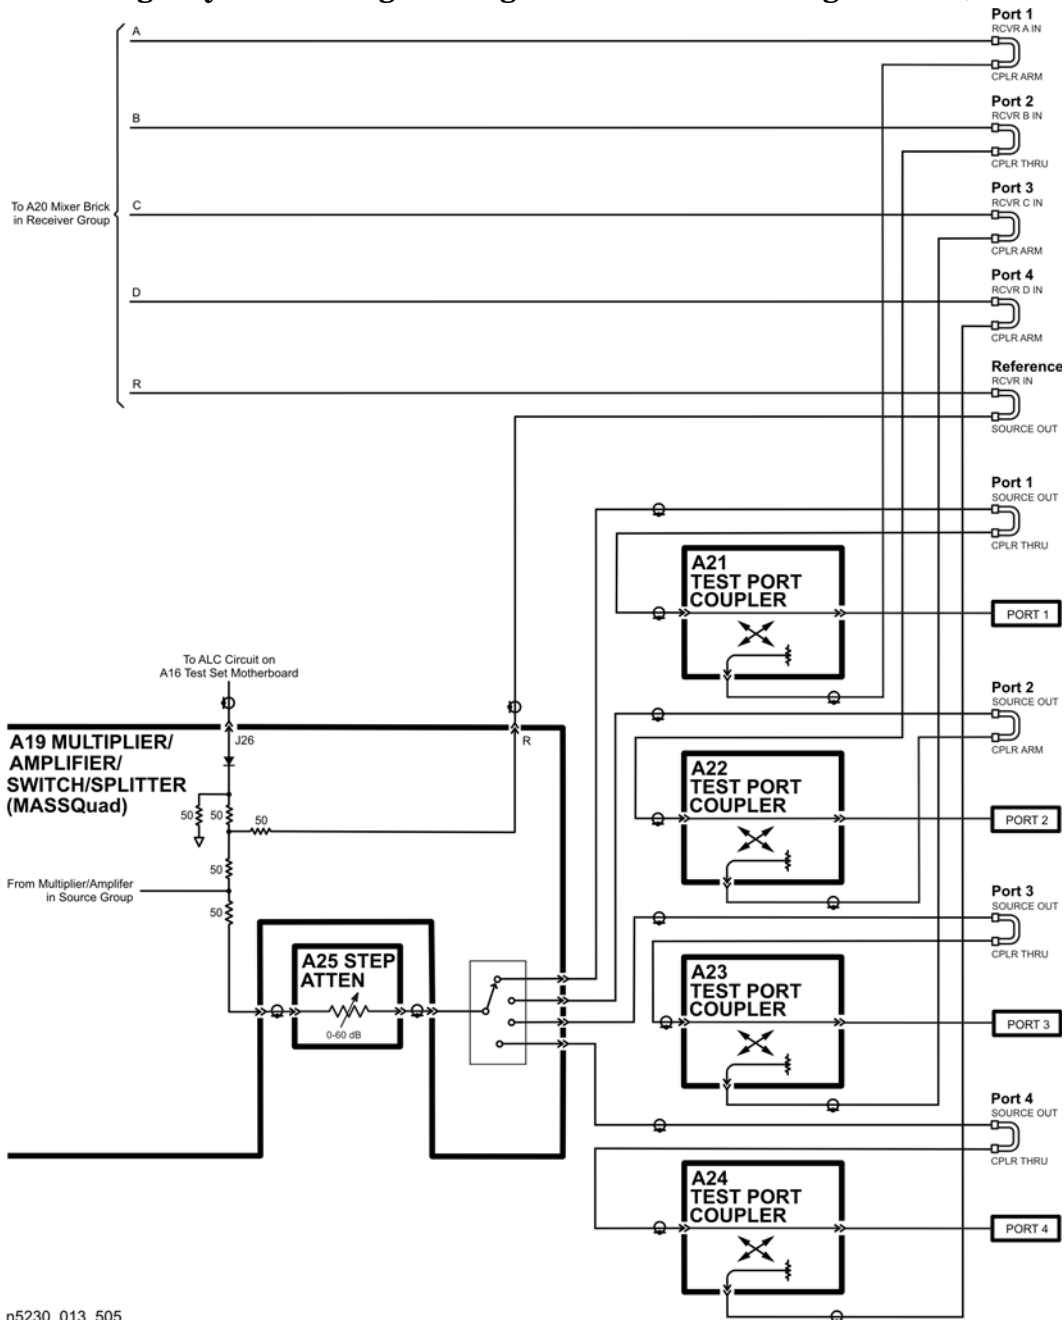 Port 1
RCVR A IN
CPLR ARM
A
Port 2
RCVR B IN
CPLR THRU
B
Port 3
RCVR C IN
CPLR ARM
To A20 Mixer Brick
in Receiver Group
C
Port 4
RCVR D IN
CPLR ARM
D
Reference
RCVR IN
SOURCE OUT
R
Port 1
SOURCE OUT
CPLR THRU
A21
TEST PORT
COUPLER
PORT 1
To ALC Circuit on
A16 Test Set Motherboard
Port 2
SOURCE OUT
CPLR ARM
J26
R
A19 MULTIPLIER/
AMPLIFIER/
SWITCH/SPLITTER
(MASSQuad)
A22
TEST PORT
COUPLER
PORT 2
50
50
50
50
From Multiplier/Amplifer
in Source Group
50
Port 3
SOURCE OUT
CPLR THRU
A25 STEP
ATTEN
0-60 dB
A23
TEST PORT
COUPLER
PORT 3
Port 4
SOURCE OUT
CPLR THRU
A24
TEST PORT
COUPLER
PORT 4
n5230_013_505